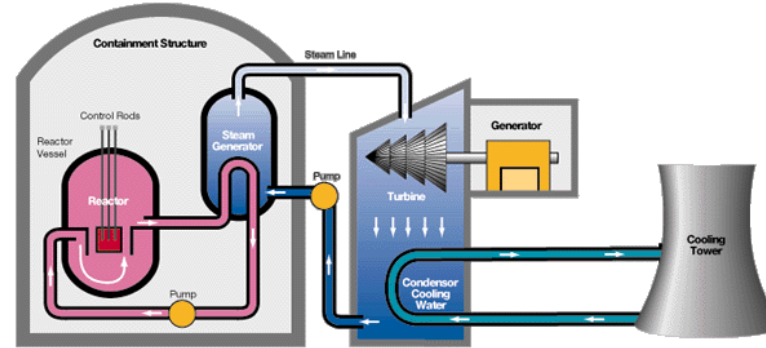 Containment Structure
Steam Line
Control Rods
Reactor
Vessel
Steam
Generator
Generator
Pump
Reactor
Turbine
Cooling
Tower
Condensor
Cooling
Water
Pump